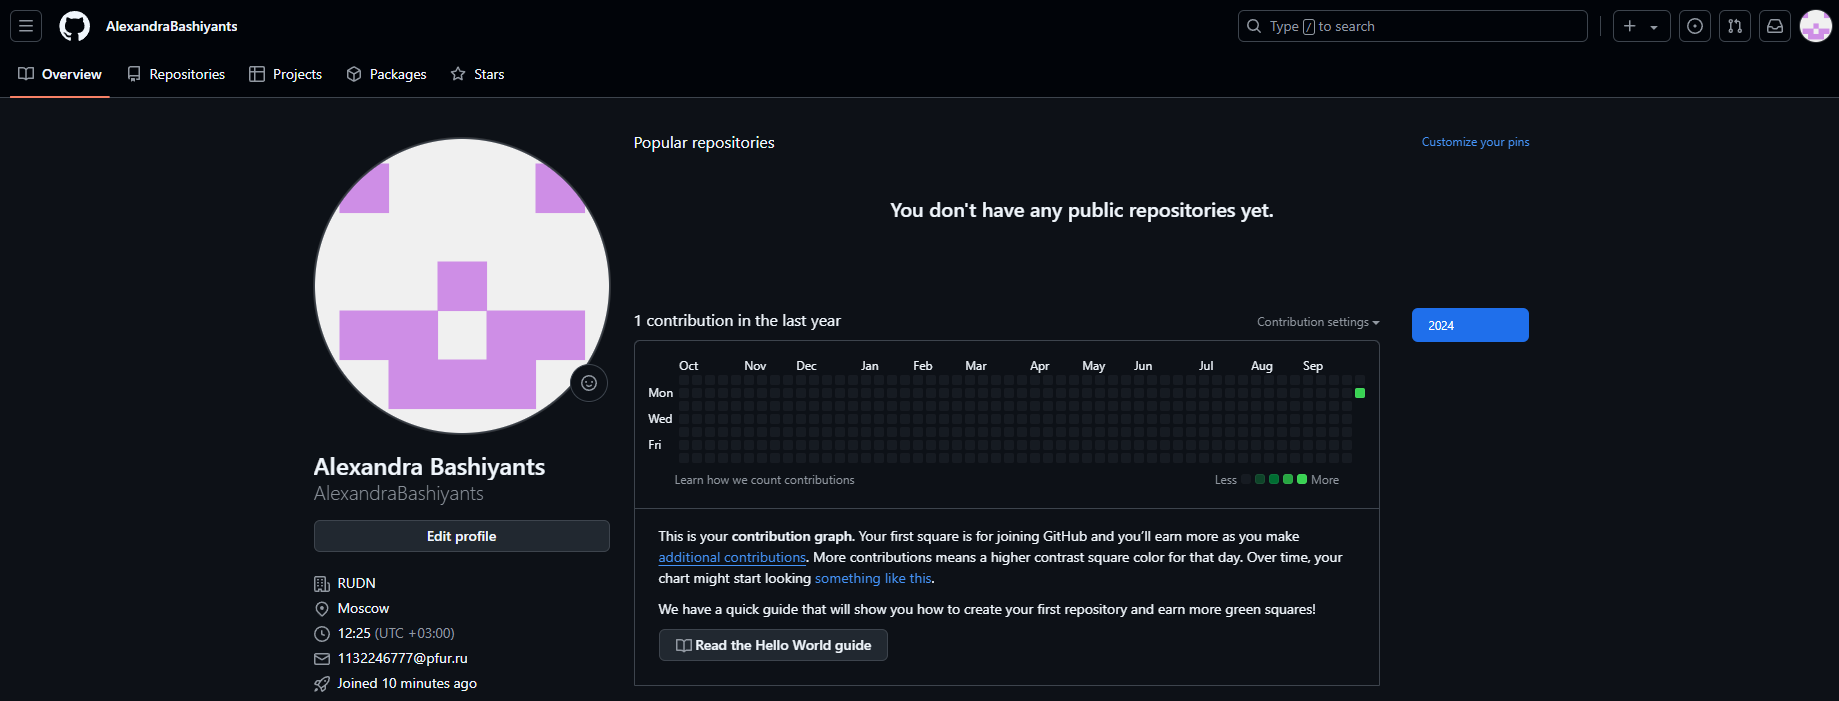 AlexandraBashiyants
Type / to search
Overview Repositories Projects Packages Stars
Popular repositories
Customize your pins
You don't have any public repositories yet.
1 contribution in the last year
Contribution settings
2024
Oct Nov Dec Jan Feb Mar Apr May Jun Jul Aug Sep
Mon
Wed
Fri
Learn how we count contributions
Less More
This is your contribution graph. Your first square is for joining GitHub and you’ll earn more as you make
additional contributions. More contributions means a higher contrast square color for that day. Over time, your
chart might start looking something like this.
We have a quick guide that will show you how to create your first repository and earn more green squares!
Read the Hello World guide
Alexandra Bashiyants
AlexandraBashiyants
Edit profile
RUDN
Moscow
12:25 (UTC +03:00)
1132246777@pfur.ru
Joined 10 minutes ago